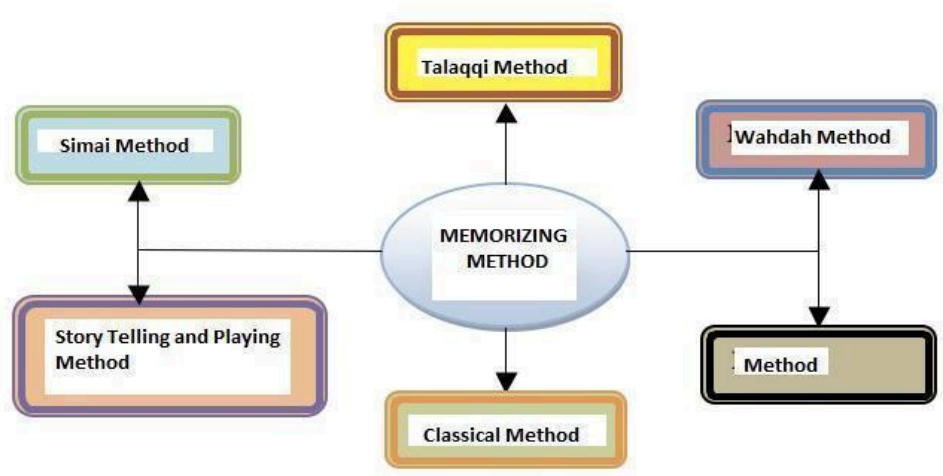 Talaqqi Method
Simai Method
Wahdah Method
MEMORIZING
METHOD
Story Telling and Playing
Method
Method
Classical Method